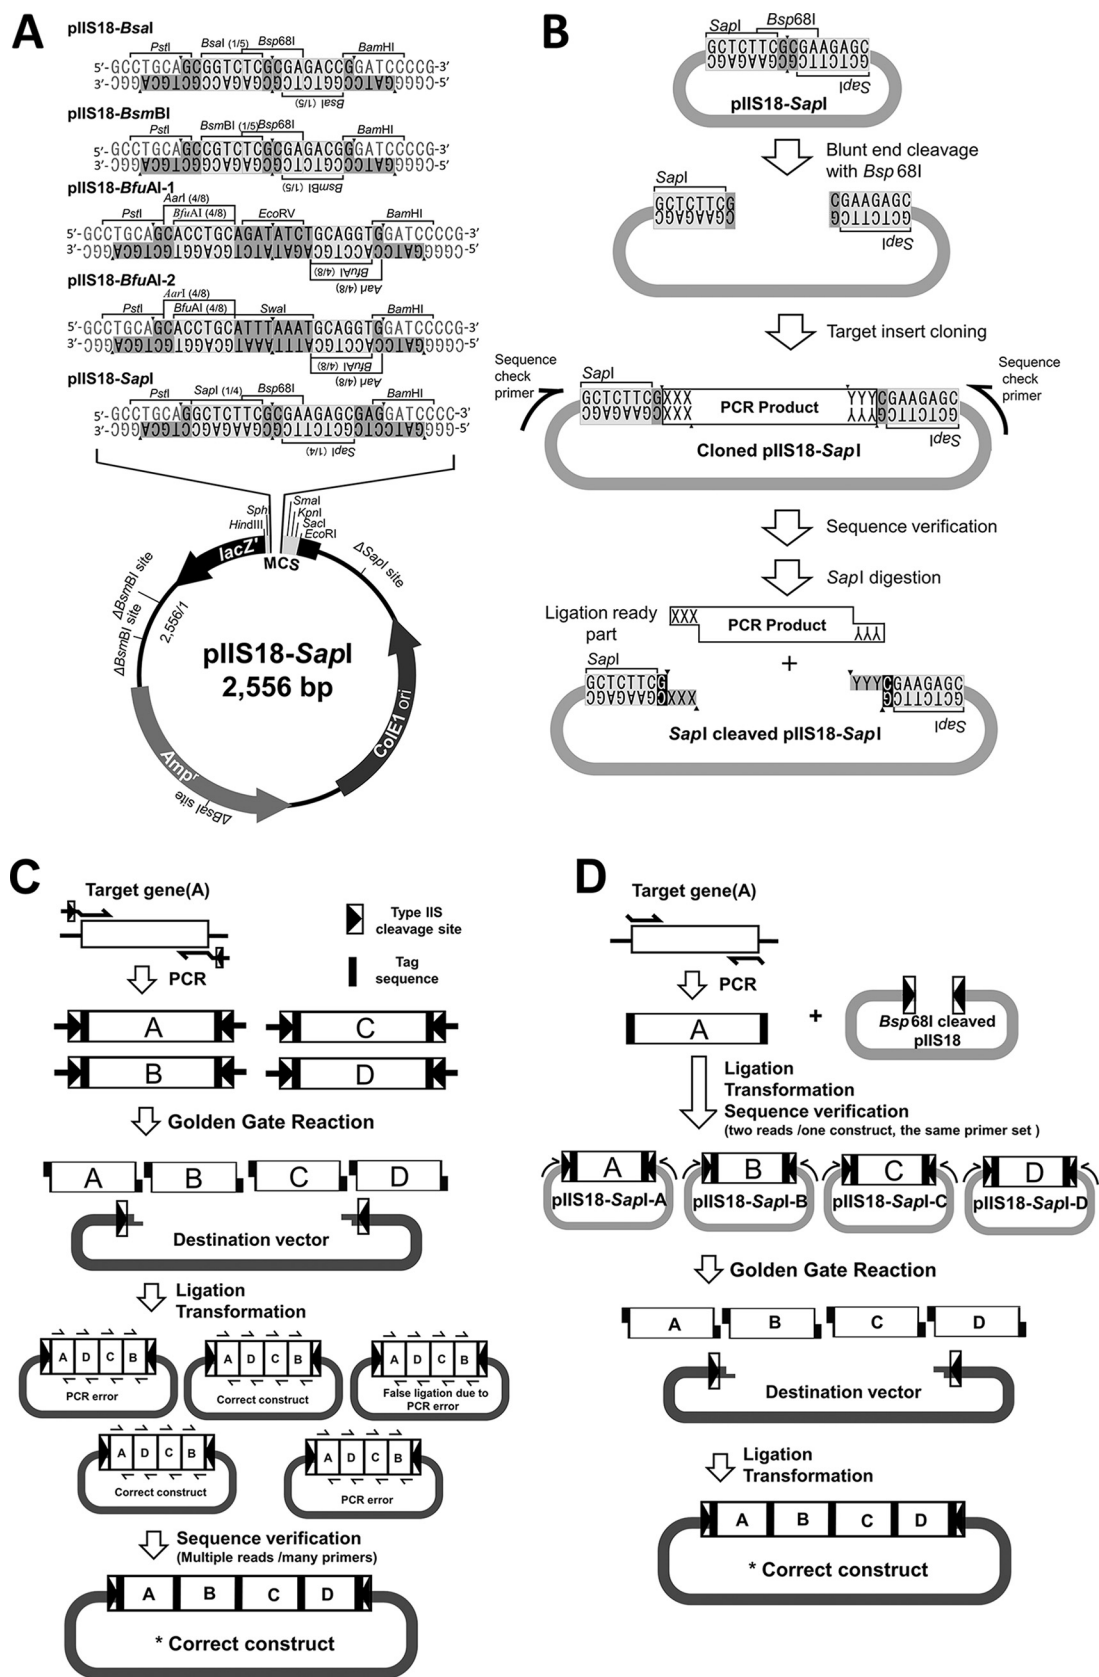 A
pIIS18-BsaI
PstI BsaI (1/5) Bsp68I BamHI
5'-GCCTGCAGCGGTCTCGCGAGACCGGATCCCCG-3'
3'-CGGACGTCGCCAGAGCGCTCTGGCCTAGGGGC-5'
BsaI (1/5)
pIIS18-BsmBI
PstI BsmBI (1/5) Bsp68I BamHI
5'-GCCTGCAGCCGTCTCGCGAGACGGGATCCCCG-3'
3'-CGGACGTCGGCAGAGCGCTCTGCCCTAGGGGC-5'
BsmBI (1/5)
pIIS18-BfuAI-1
AarI (4/8)
PstI BfuAI (4/8) EcoRV BamHI
5'-GCCTGCAGCACCTGCAGATATCTGCAGGTGGATCCCCG-3'
3'-CGGACGTCGTGGACGTCTATAGACGTCCACCTAGGGGC-5'
BfuAI (4/8)
AarI (4/8)
pIIS18-BfuAI-2
AarI (4/8)
PstI BfuAI (4/8) SwaI BamHI
5'-GCCTGCAGCACCTGCATTTAAATGCAGGTGGATCCCCG-3'
3'-CGGACGTCGTGGACGTAAATTTACGTCCACCTAGGGGC-5'
BfuAI (4/8)
AarI (4/8)
pIIS18-SapI
PstI SapI (1/4) Bsp68I BamHI
5'-GCCTGCAGGCTCTTCGCGAAGAGCGAGGATCCCC-3'
3'-CGGACGTCCGAGAAGCGCTTCTCGCTCCTAGGGG-5'
SapI (1/4)
SphI
HindIII
SmaI
KpnI
SacI
EcoRI
lacZ'
MCS
ΔSapI site
ΔBsmBI site
ΔBsmBI site
2,556/1
pIIS18-SapI
2,556 bp
ColE1 ori
Ampr
ΔBsaI site
B
SapI Bsp68I
GCTCTTCGCGAAGAGC
CGAGAAGCGCTTCTCG
SapI
pIIS18-SapI
Blunt end cleavage
with Bsp 68I
SapI
GCTCTTCG CGAAGAGC
CGAGAAGC GCTTCTCG
SapI
Target insert cloning
Sequence
check
primer
Sequence
check
primer
SapI
GCTCTTCGXXX PCR Product YYYCGAAGAGC
CGAGAAGCXXX YYYGCTTCTCG
SapI
Cloned pIIS18-SapI
Sequence verification
SapI digestion
Ligation ready
part
XXX PCR Product YYY
+
SapI
GCTCTTCG YYYCGAAGAGC
CGAGAAGCXXX GCTTCTCG
SapI
SapI cleaved pIIS18-SapI
C
Target gene(A)
Type IIS
cleavage site
Tag
sequence
PCR
A C
B D
Golden Gate Reaction
A B C D
Destination vector
Ligation
Transformation
A D C B
PCR error
A D C B
Correct construct
A D C B
False ligation due to
PCR error
A D C B
Correct construct
A D C B
PCR error
Sequence verification
(Multiple reads /many primers)
A B C D
* Correct construct
D
Target gene(A)
PCR
A
+
Bsp 68I cleaved
pIIS18
Ligation
Transformation
Sequence verification
(two reads /one construct, the same primer set )
A B C D
pIIS18-SapI-A pIIS18-SapI-B pIIS18-SapI-C pIIS18-SapI-D
Golden Gate Reaction
A B C D
Destination vector
Ligation
Transformation
A B C D
* Correct construct